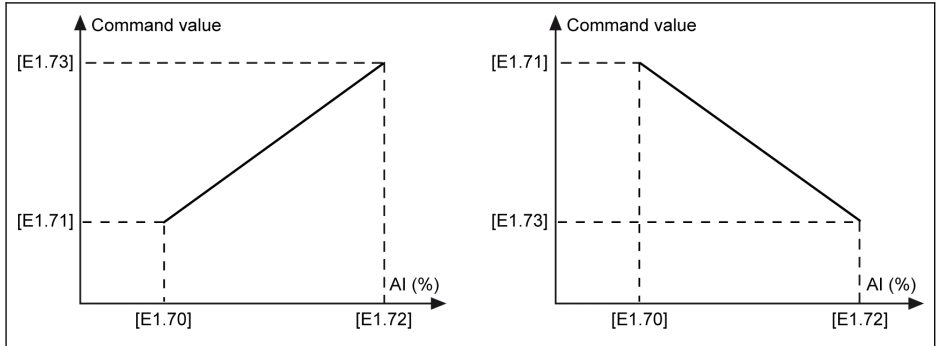 Command value
[E1.73]
[E1.71]
AI (%)
[E1.70]
[E1.72]
Command value
[E1.71]
[E1.73]
AI (%)
[E1.70]
[E1.72]